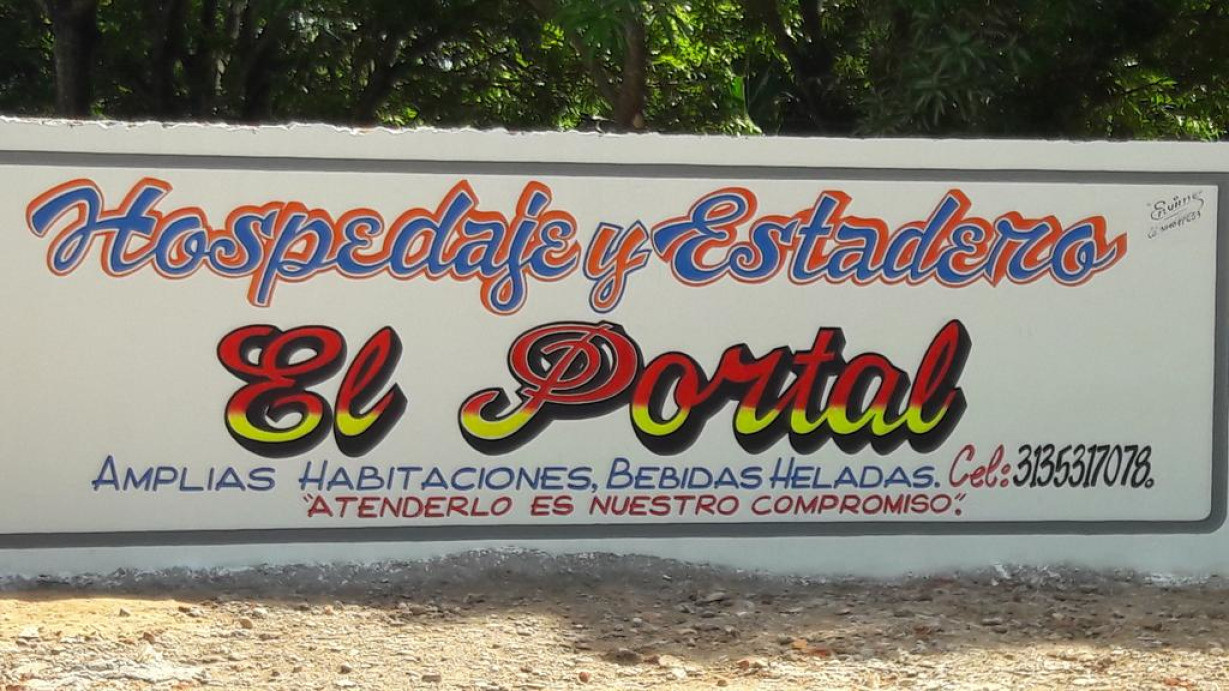 Hospedaje y Estadero
El Portal
AMPLIAS HABITACIONES, BEBIDAS HELADAS. Cel: 3135317078.
"ATENDERLO ES NUESTRO COMPROMISO".